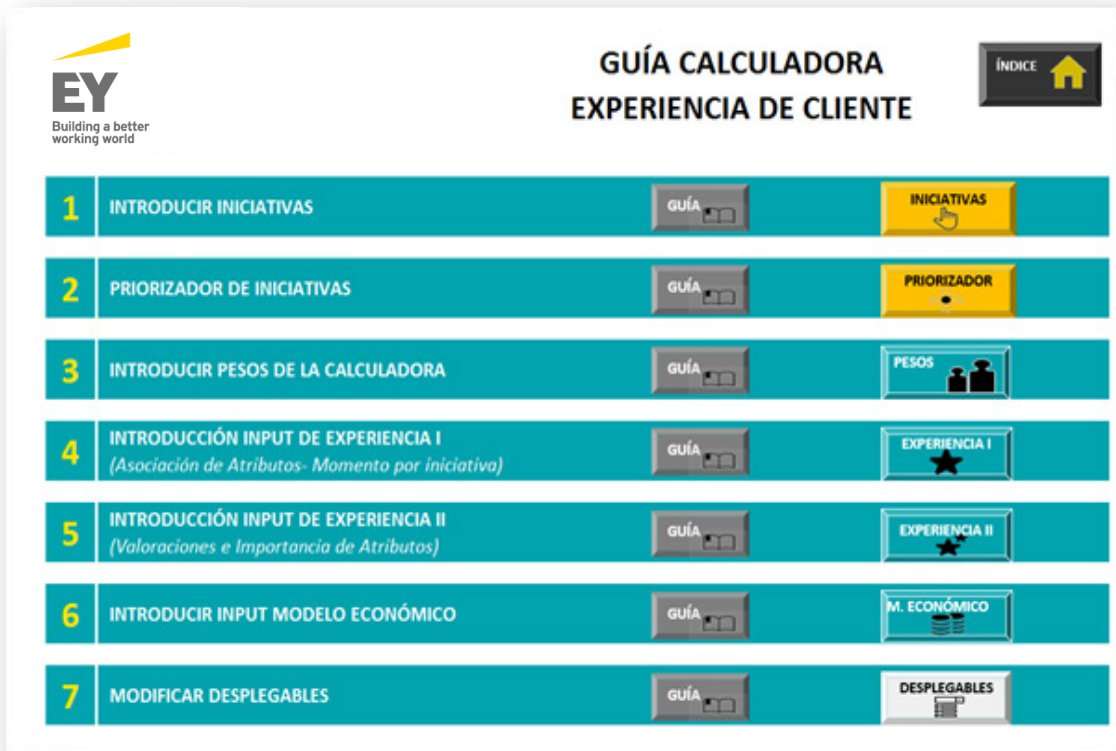 EY
Building a better
working world
GUÍA CALCULADORA
EXPERIENCIA DE CLIENTE
ÍNDICE
1 INTRODUCIR INICIATIVAS GUÍA INICIATIVAS
2 PRIORIZADOR DE INICIATIVAS GUÍA PRIORIZADOR
3 INTRODUCIR PESOS DE LA CALCULADORA GUÍA PESOS
4 INTRODUCCIÓN INPUT DE EXPERIENCIA I GUÍA EXPERIENCIA I
(Asociación de Atributos- Momento por iniciativa)
5 INTRODUCCIÓN INPUT DE EXPERIENCIA II GUÍA EXPERIENCIA II
(Valoraciones e Importancia de Atributos)
6 INTRODUCIR INPUT MODELO ECONÓMICO GUÍA M. ECONÓMICO
7 MODIFICAR DESPLEGABLES GUÍA DESPLEGABLES